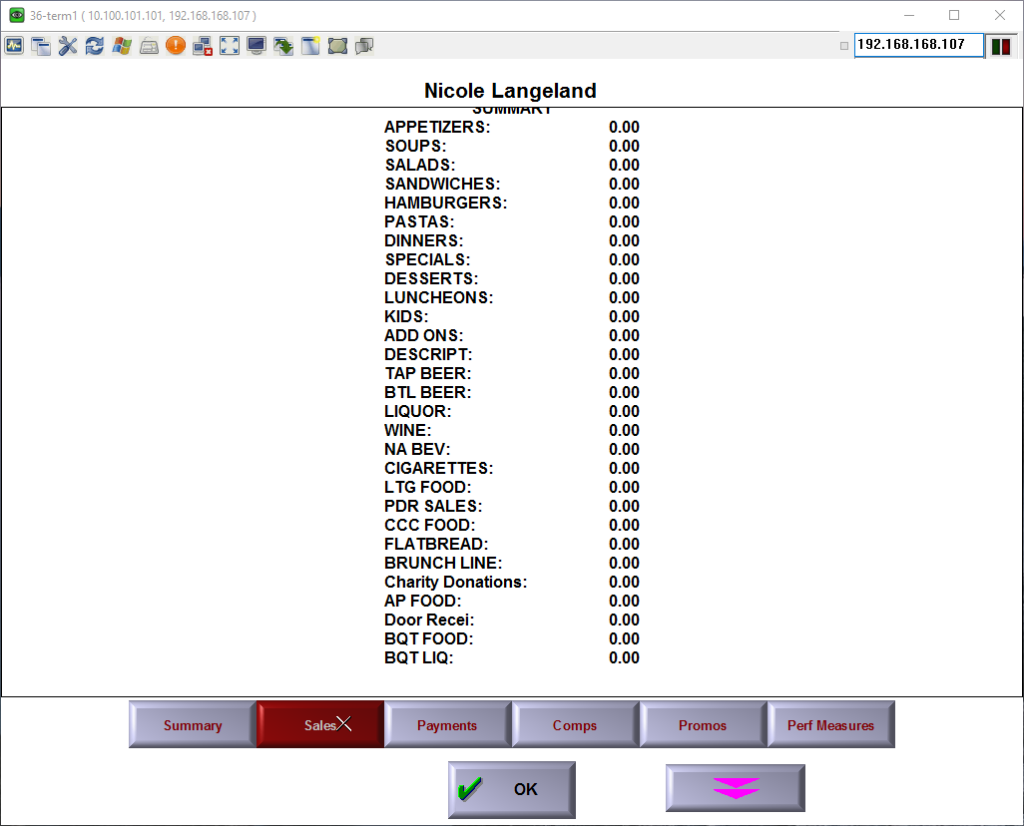 36-term1 ( 10.100.101.101, 192.168.168.107 )
192.168.168.107
Nicole Langeland
SUMMARY
APPETIZERS: 0.00
SOUPS: 0.00
SALADS: 0.00
SANDWICHES: 0.00
HAMBURGERS: 0.00
PASTAS: 0.00
DINNERS: 0.00
SPECIALS: 0.00
DESSERTS: 0.00
LUNCHEONS: 0.00
KIDS: 0.00
ADD ONS: 0.00
DESCRIPT: 0.00
TAP BEER: 0.00
BTL BEER: 0.00
LIQUOR: 0.00
WINE: 0.00
NA BEV: 0.00
CIGARETTES: 0.00
LTG FOOD: 0.00
PDR SALES: 0.00
CCC FOOD: 0.00
FLATBREAD: 0.00
BRUNCH LINE: 0.00
Charity Donations: 0.00
AP FOOD: 0.00
Door Recei: 0.00
BQT FOOD: 0.00
BQT LIQ: 0.00
Summary Sales Payments Comps Promos Perf Measures
OK